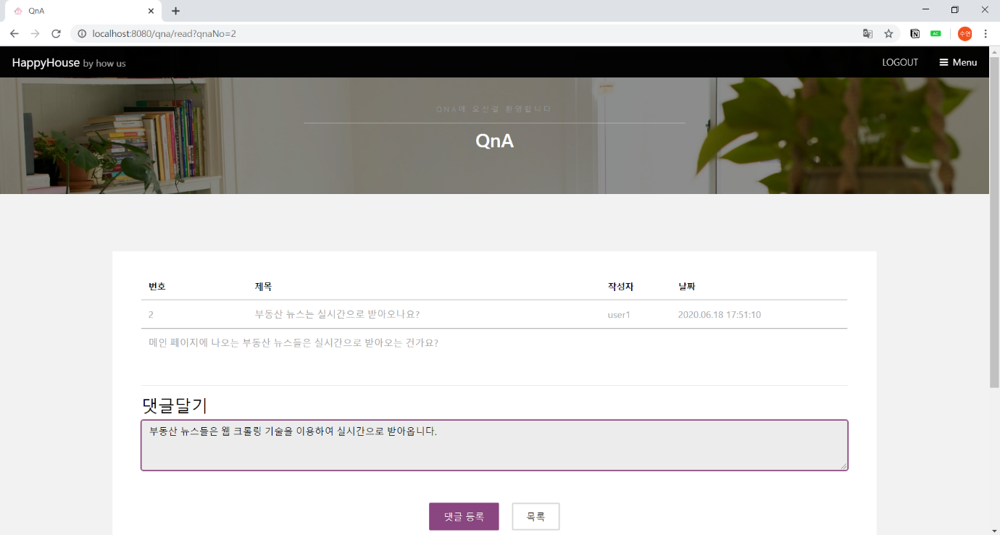 QnA
localhost:8080/qna/read?qnaNo=2
수연
HappyHouse by how us
LOGOUT
Menu
QNA에 오신걸 환영합니다
QnA
번호 제목 작성자 날짜
2 부동산 뉴스는 실시간으로 받아오나요? user1 2020.06.18 17:51:10
메인 페이지에 나오는 부동산 뉴스들은 실시간으로 받아오는 건가요?
댓글달기
부동산 뉴스들은 웹 크롤링 기술을 이용하여 실시간으로 받아옵니다.
댓글 등록 목록